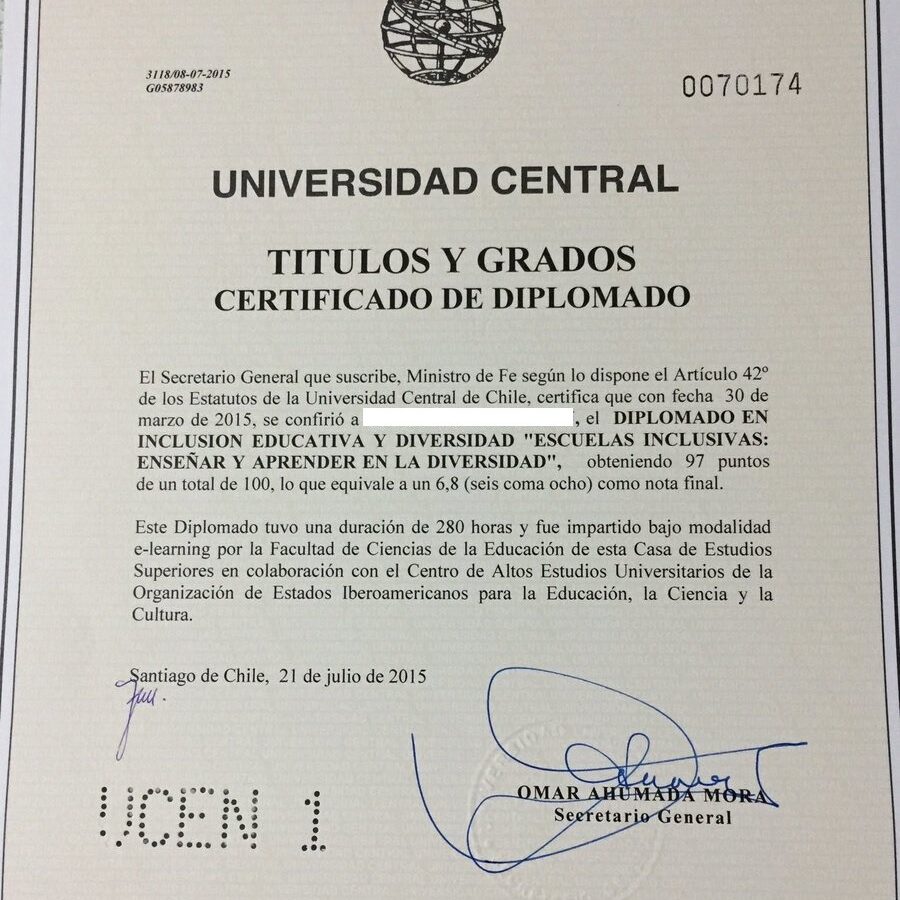 3118/08-07-2015
G05878983
0070174
UNIVERSIDAD CENTRAL
TITULOS Y GRADOS
CERTIFICADO DE DIPLOMADO
El Secretario General que suscribe, Ministro de Fe según lo dispone el Artículo 42º
de los Estatutos de la Universidad Central de Chile, certifica que con fecha 30 de
marzo de 2015, se confirió a , el DIPLOMADO EN
INCLUSION EDUCATIVA Y DIVERSIDAD "ESCUELAS INCLUSIVAS:
ENSEÑAR Y APRENDER EN LA DIVERSIDAD", obteniendo 97 puntos
de un total de 100, lo que equivale a un 6,8 (seis coma ocho) como nota final.
Este Diplomado tuvo una duración de 280 horas y fue impartido bajo modalidad
e-learning por la Facultad de Ciencias de la Educación de esta Casa de Estudios
Superiores en colaboración con el Centro de Altos Estudios Universitarios de la
Organización de Estados Iberoamericanos para la Educación, la Ciencia y la
Cultura.
Santiago de Chile, 21 de julio de 2015
OMAR AHUMADA MORA
Secretario General
UCEN 1